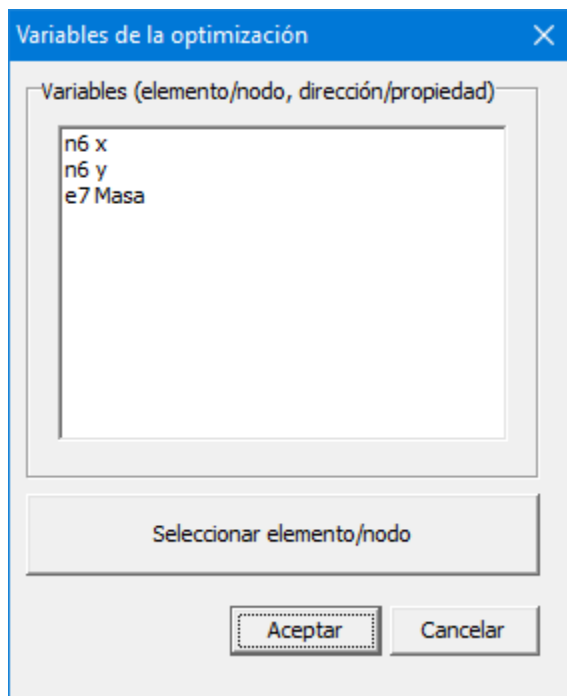 Variables de la optimización
Variables (elemento/nodo, dirección/propiedad)
n6 x
n6 y
e7 Masa
Seleccionar elemento/nodo
Aceptar
Cancelar